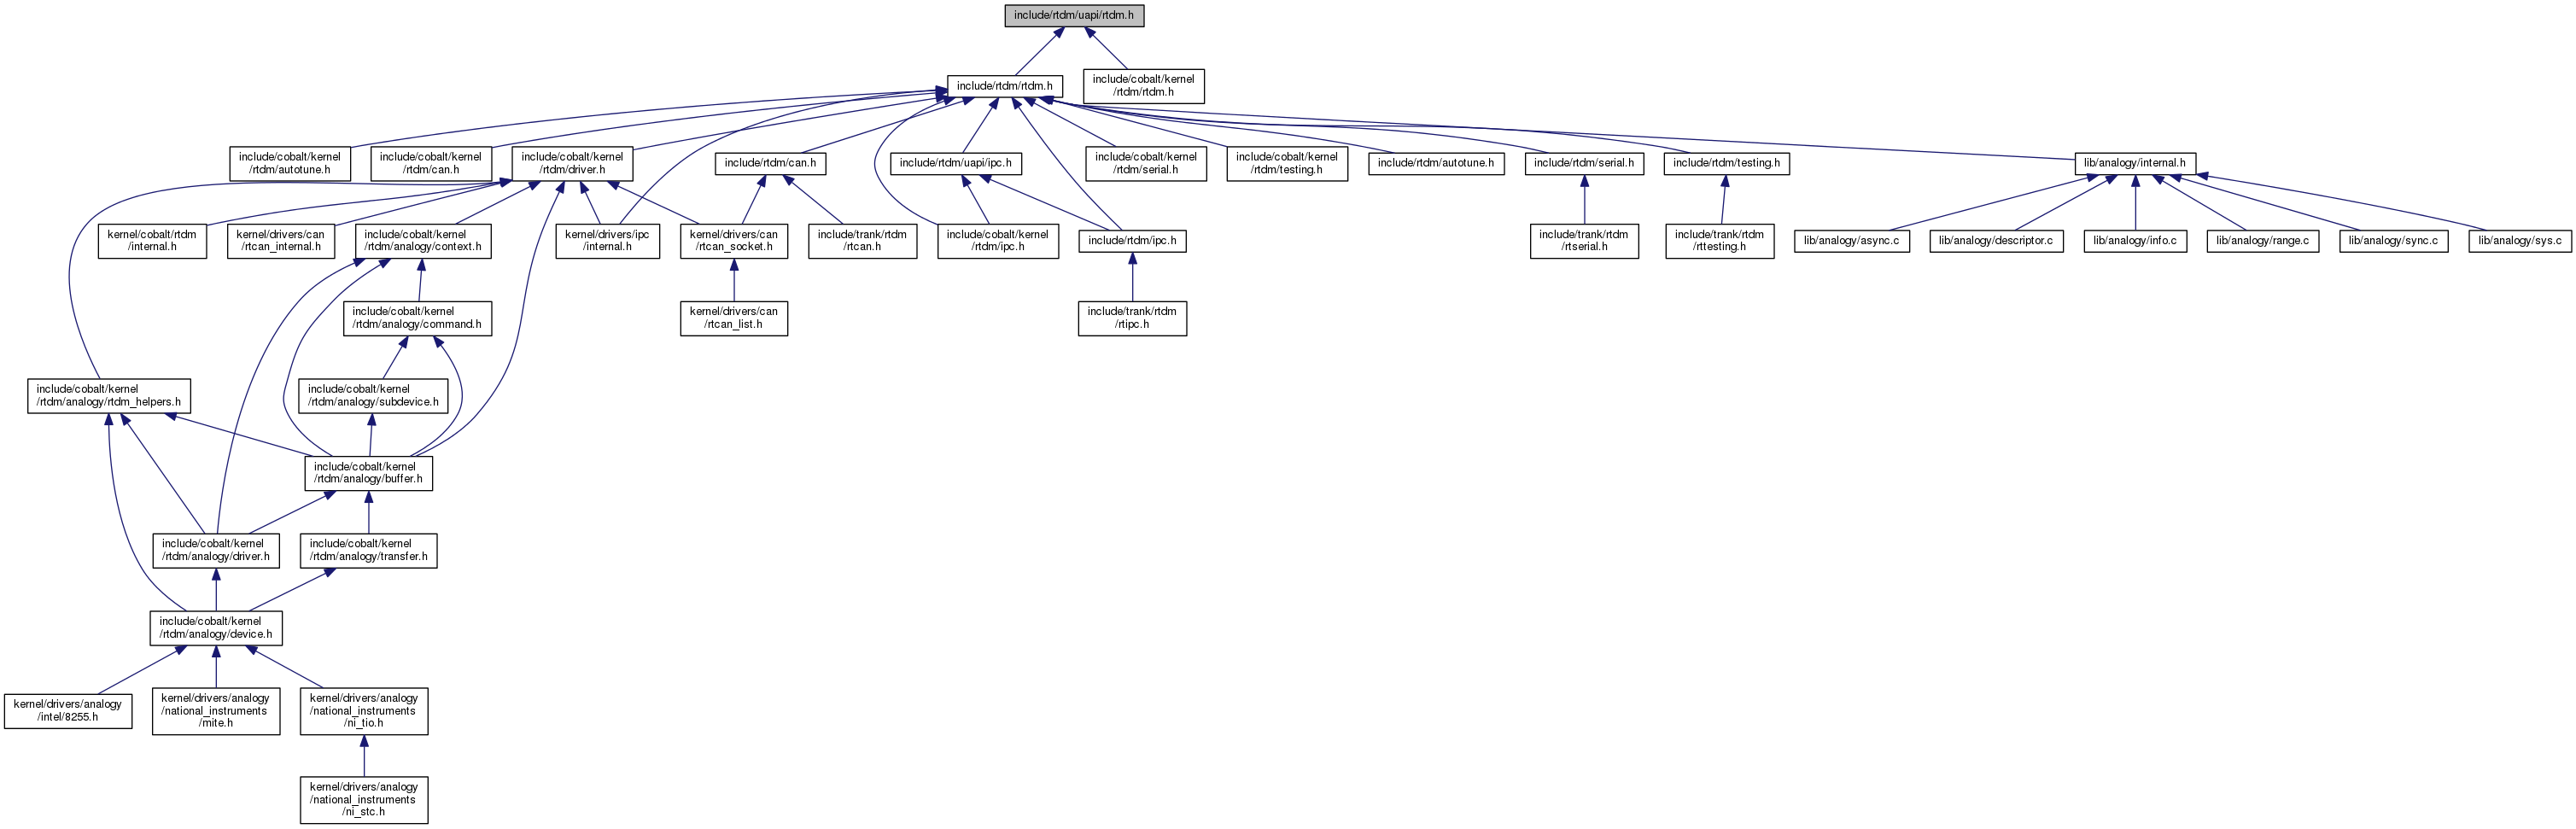 include/rtdm/uapi/rtdm.h
include/rtdm/rtdm.h
include/cobalt/kernel
/rtdm/rtdm.h
include/cobalt/kernel
/rtdm/autotune.h
include/cobalt/kernel
/rtdm/can.h
include/cobalt/kernel
/rtdm/driver.h
include/rtdm/can.h
include/rtdm/uapi/ipc.h
include/cobalt/kernel
/rtdm/serial.h
include/cobalt/kernel
/rtdm/testing.h
include/rtdm/autotune.h
include/rtdm/serial.h
include/rtdm/testing.h
lib/analogy/internal.h
kernel/cobalt/rtdm
/internal.h
kernel/drivers/can
/rtcan_internal.h
include/cobalt/kernel
/rtdm/analogy/context.h
kernel/drivers/ipc
/internal.h
kernel/drivers/can
/rtcan_socket.h
include/trank/rtdm
/rtcan.h
include/cobalt/kernel
/rtdm/ipc.h
include/rtdm/ipc.h
include/trank/rtdm
/rtserial.h
include/trank/rtdm
/rttesting.h
lib/analogy/async.c
lib/analogy/descriptor.c
lib/analogy/info.c
lib/analogy/range.c
lib/analogy/sync.c
lib/analogy/sys.c
include/cobalt/kernel
/rtdm/analogy/command.h
kernel/drivers/can
/rtcan_list.h
include/trank/rtdm
/rtipc.h
include/cobalt/kernel
/rtdm/analogy/rtdm_helpers.h
include/cobalt/kernel
/rtdm/analogy/subdevice.h
include/cobalt/kernel
/rtdm/analogy/buffer.h
include/cobalt/kernel
/rtdm/analogy/driver.h
include/cobalt/kernel
/rtdm/analogy/transfer.h
include/cobalt/kernel
/rtdm/analogy/device.h
kernel/drivers/analogy
/intel/8255.h
kernel/drivers/analogy
/national_instruments
/mite.h
kernel/drivers/analogy
/national_instruments
/ni_tio.h
kernel/drivers/analogy
/national_instruments
/ni_stc.h